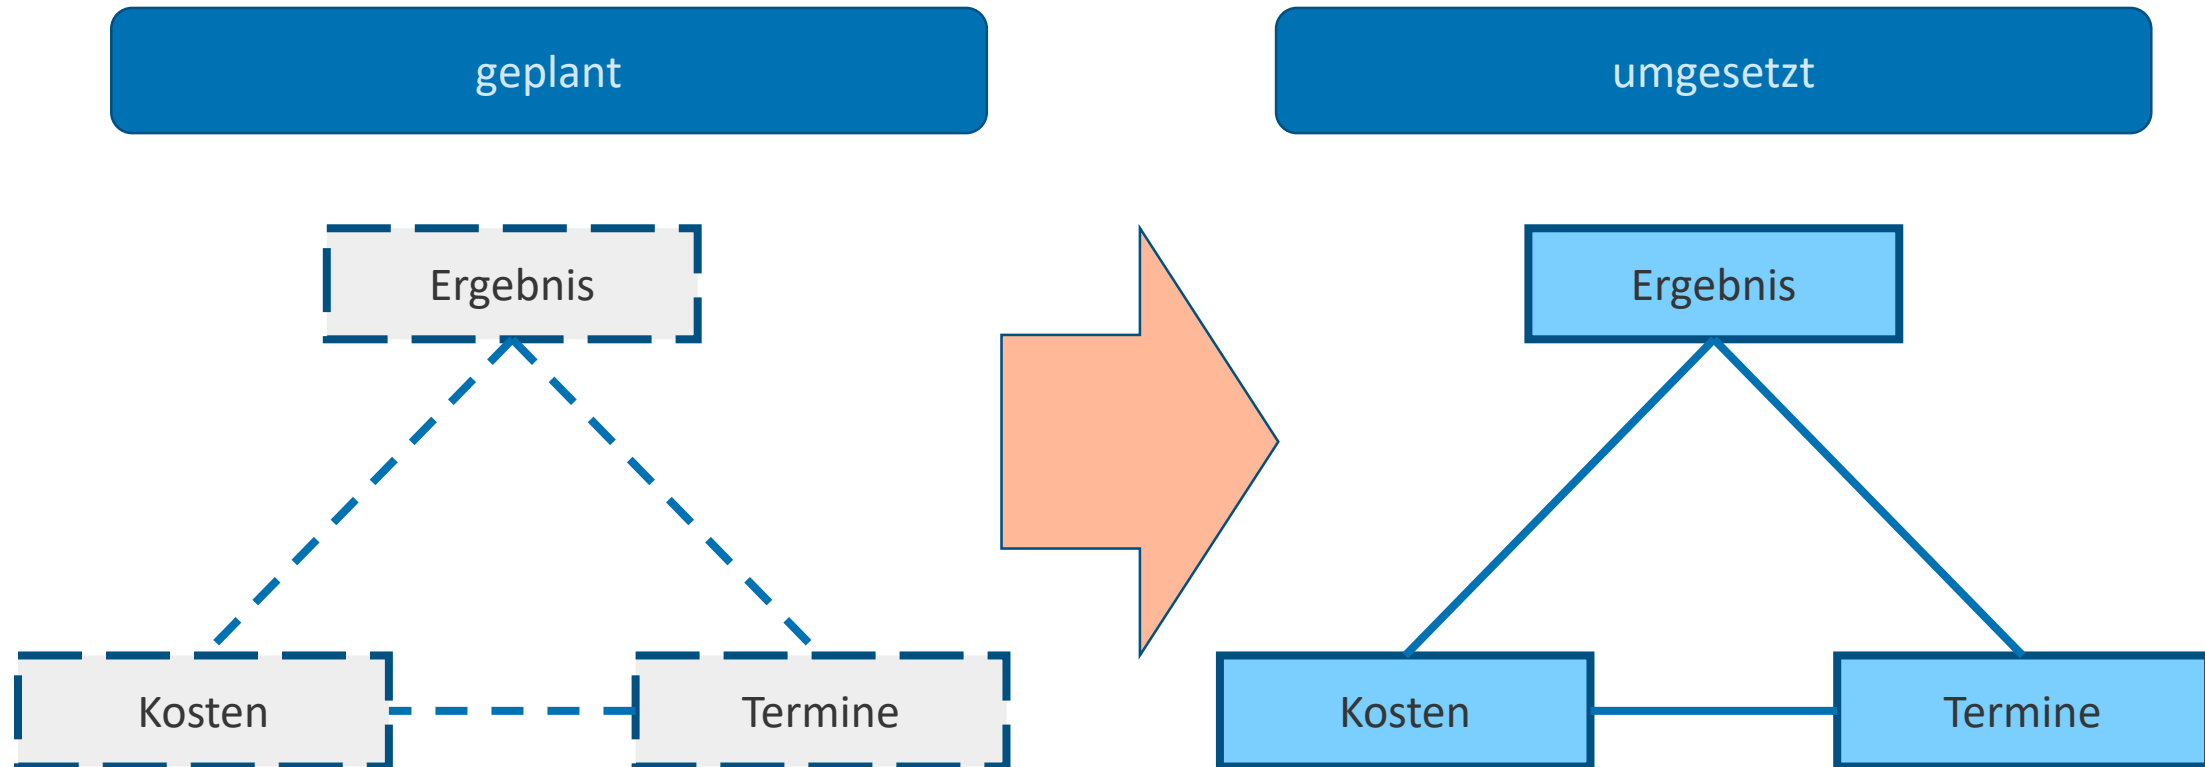 geplant
umgesetzt
Ergebnis
Ergebnis
Kosten
Termine
Kosten
Termine